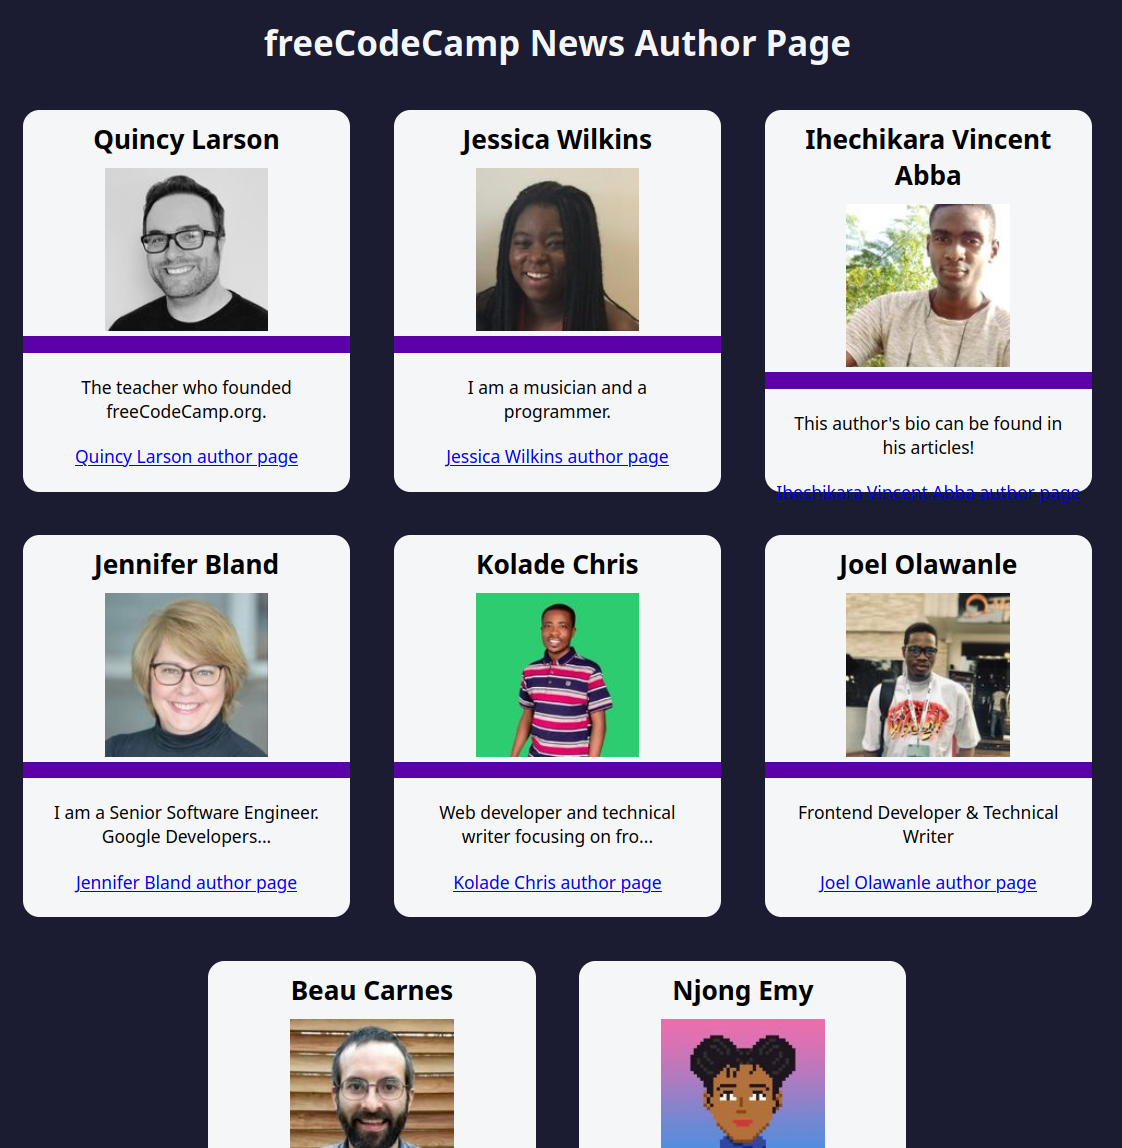 freeCodeCamp News Author Page
Quincy Larson
The teacher who founded
freeCodeCamp.org.
Quincy Larson author page
Jessica Wilkins
I am a musician and a
programmer.
Jessica Wilkins author page
Ihechikara Vincent
Abba
This author's bio can be found in
his articles!
Ihechikara Vincent Abba author page
Jennifer Bland
I am a Senior Software Engineer.
Google Developers...
Jennifer Bland author page
Kolade Chris
Web developer and technical
writer focusing on fro...
Kolade Chris author page
Joel Olawanle
Frontend Developer & Technical
Writer
Joel Olawanle author page
Beau Carnes
Njong Emy